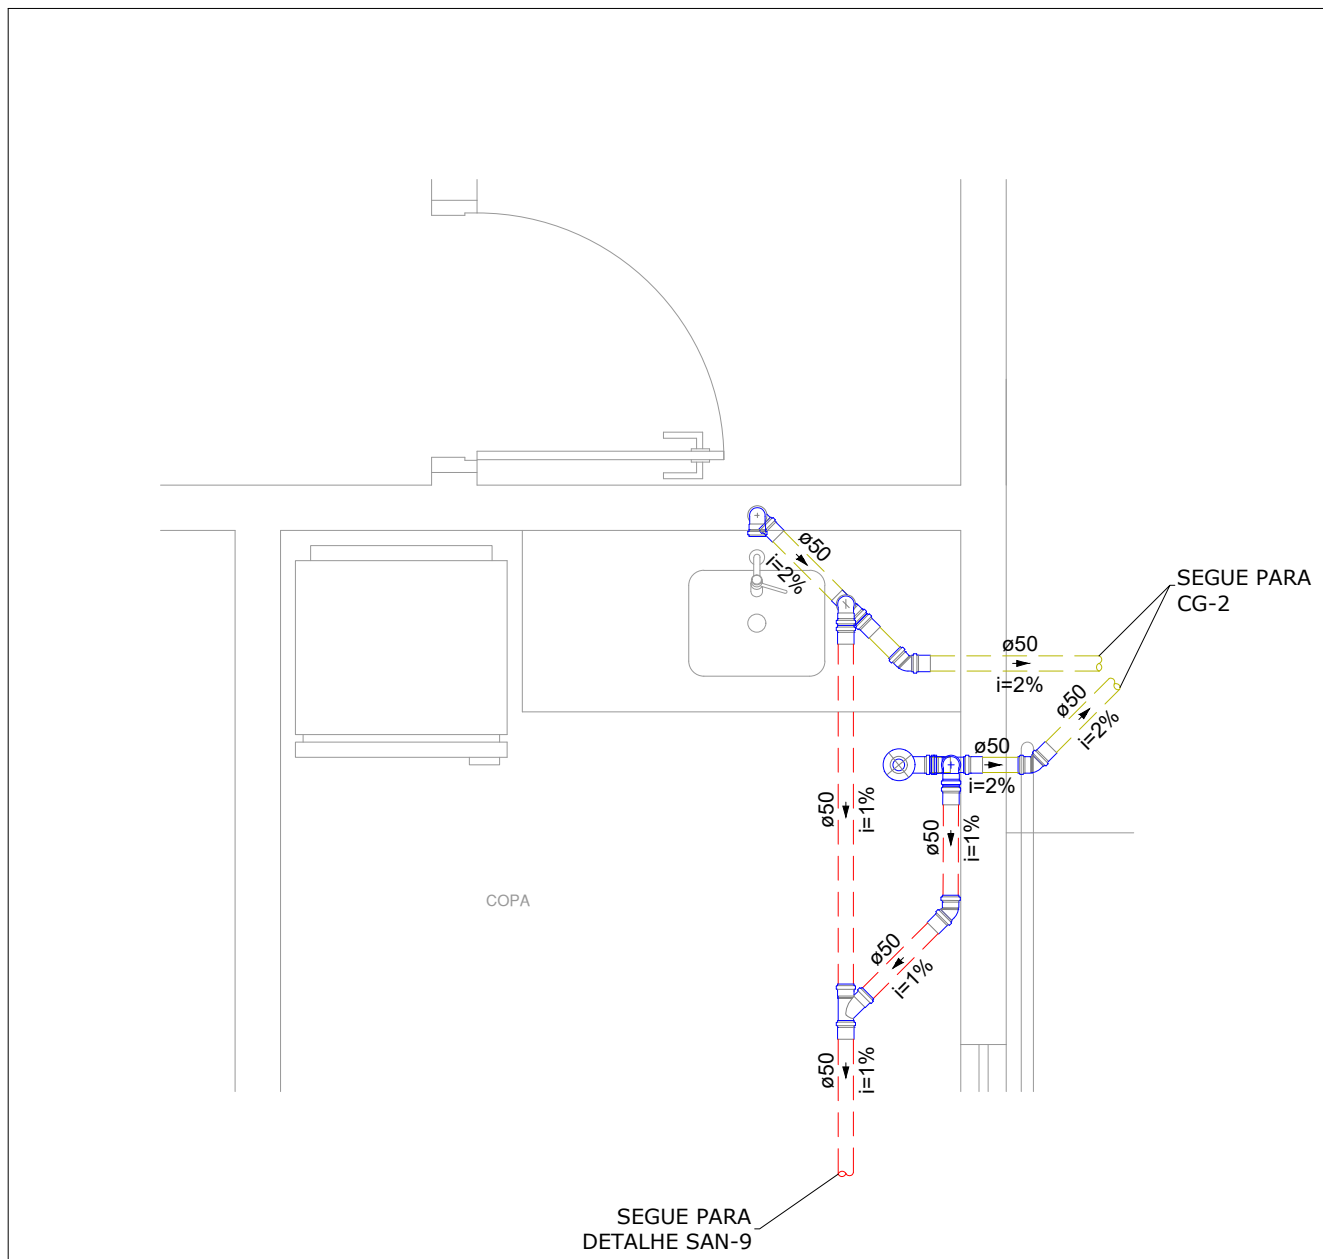 ø50
i=2%
SEGUE PARA
CG-2
ø50
i=2%
ø50
i=2%
ø50
i=2%
ø50
i=1%
ø50
i=1%
COPA
ø50
i=1%
ø50
i=1%
SEGUE PARA
DETALHE SAN-9